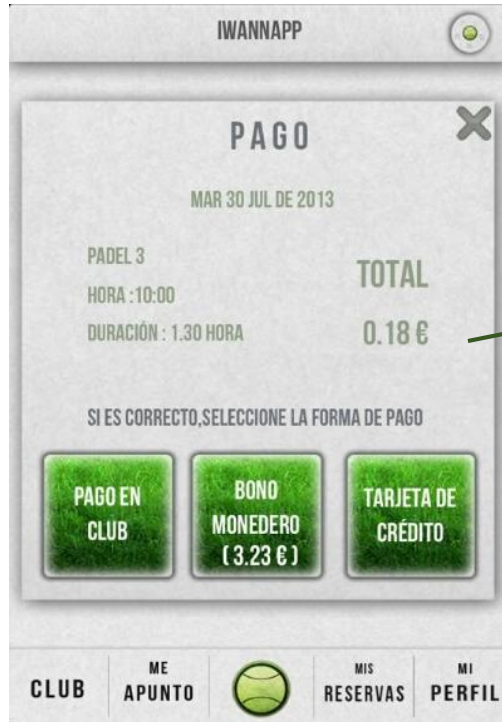 IWANNAPP
PAGO
MAR 30 JUL DE 2013
PADEL 3
HORA :10:00
DURACIÓN : 1.30 HORA
TOTAL
0.18 €
SI ES CORRECTO,SELECCIONE LA FORMA DE PAGO
PAGO EN
CLUB
BONO
MONEDERO
( 3.23 € )
TARJETA DE
CRÉDITO
CLUB
ME
APUNTO
MIS
RESERVAS
MI
PERFIL